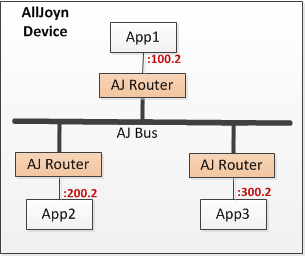 AllJoyn
Device
App1
:100.2
AJ Router
AJ Bus
AJ Router
AJ Router
:200.2
:300.2
App2
App3